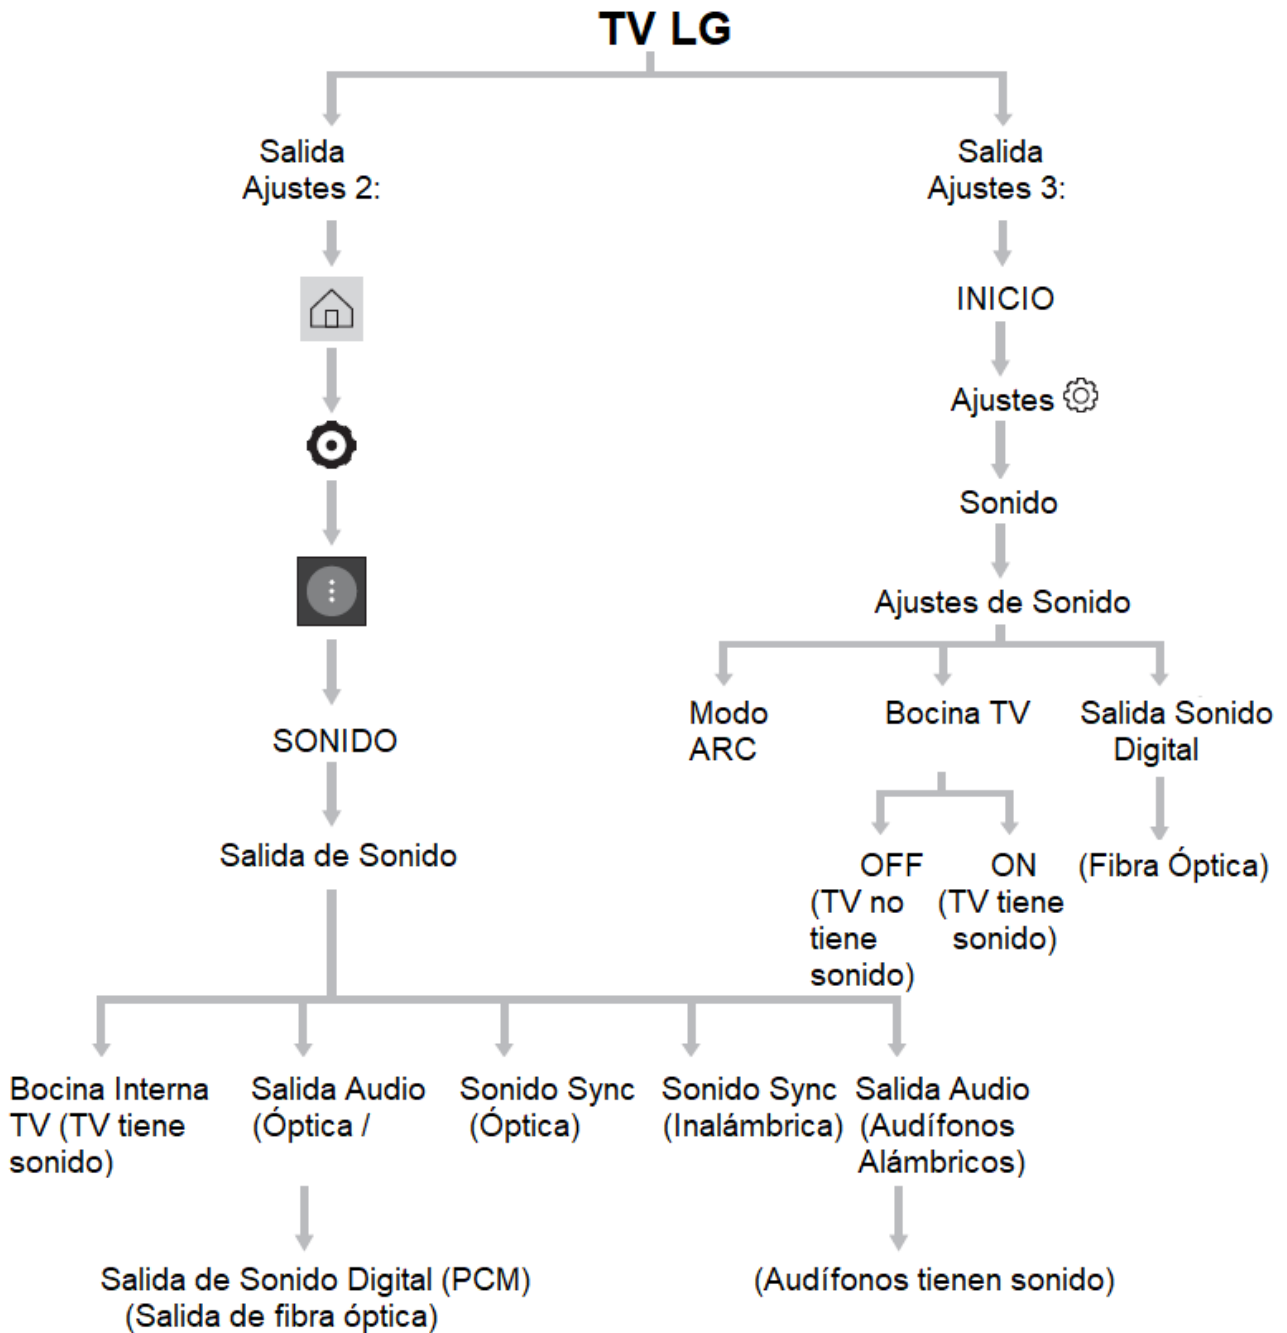 TV LG
Salida
Ajustes 2:
SONIDO
Salida de Sonido
Bocina Interna
TV (TV tiene
sonido)
Salida Audio
(Óptica /
Sonido Sync
(Óptica)
Sonido Sync
(Inalámbrica)
Salida Audio
(Audífonos
Alámbricos)
Salida de Sonido Digital (PCM)
(Salida de fibra óptica)
(Audífonos tienen sonido)
Salida
Ajustes 3:
INICIO
Ajustes
Sonido
Ajustes de Sonido
Modo
ARC
Bocina TV
Salida Sonido
Digital
OFF
(TV no
tiene
sonido)
ON
(TV tiene
sonido)
(Fibra Óptica)